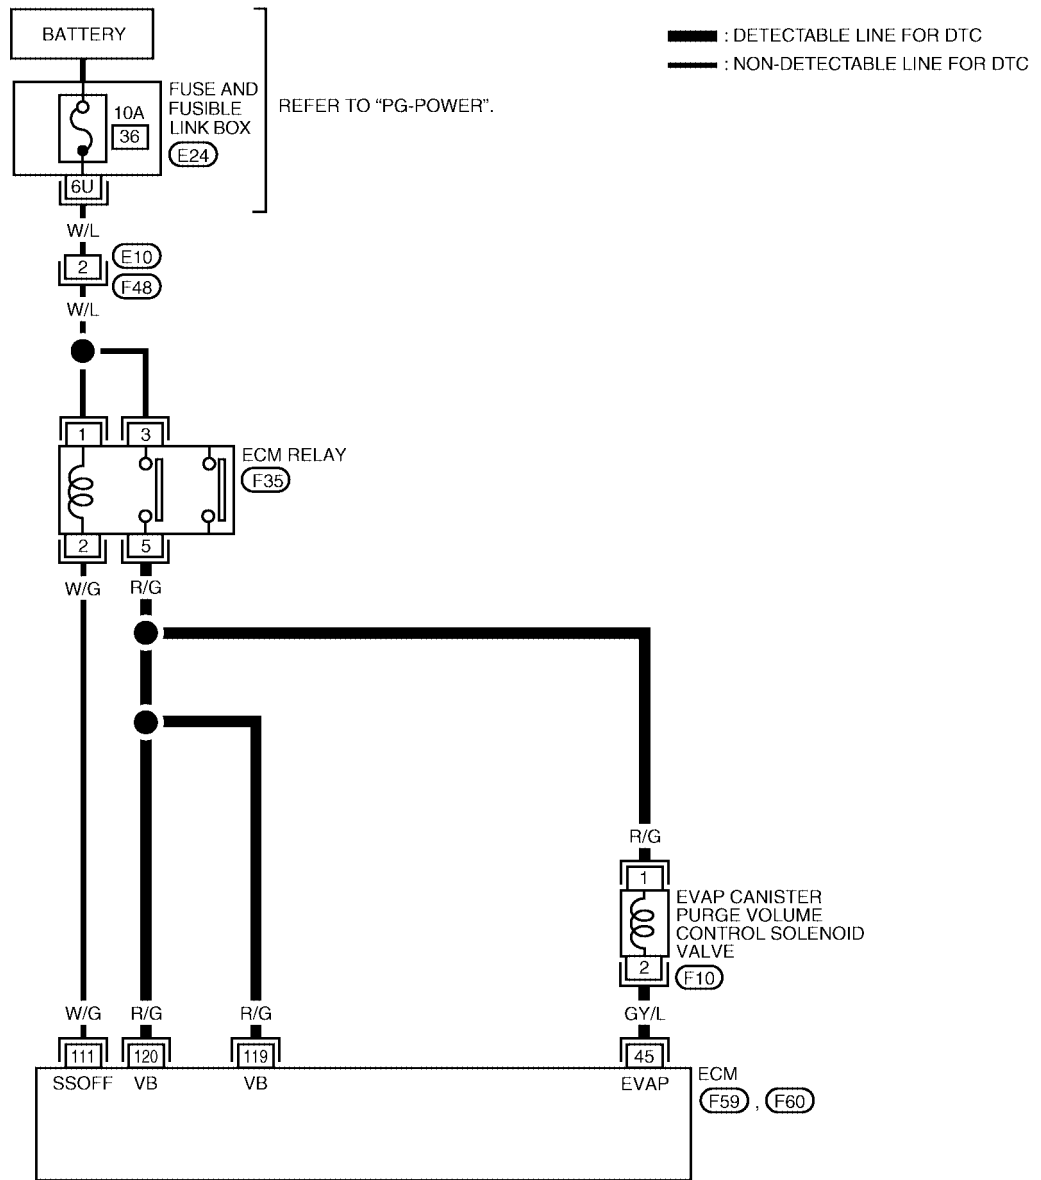 BATTERY
: DETECTABLE LINE FOR DTC
: NON-DETECTABLE LINE FOR DTC
FUSE AND
FUSIBLE
LINK BOX
E24
10A
36
REFER TO “PG-POWER”.
6U
W/L
2
E10
F48
W/L
1
3
ECM RELAY
F35
2
5
W/G
R/G
R/G
1
EVAP CANISTER
PURGE VOLUME
CONTROL SOLENOID
VALVE
2
F10
W/G
R/G
R/G
GY/L
111
120
119
45
SSOFF
VB
VB
EVAP
ECM
F59 , F60